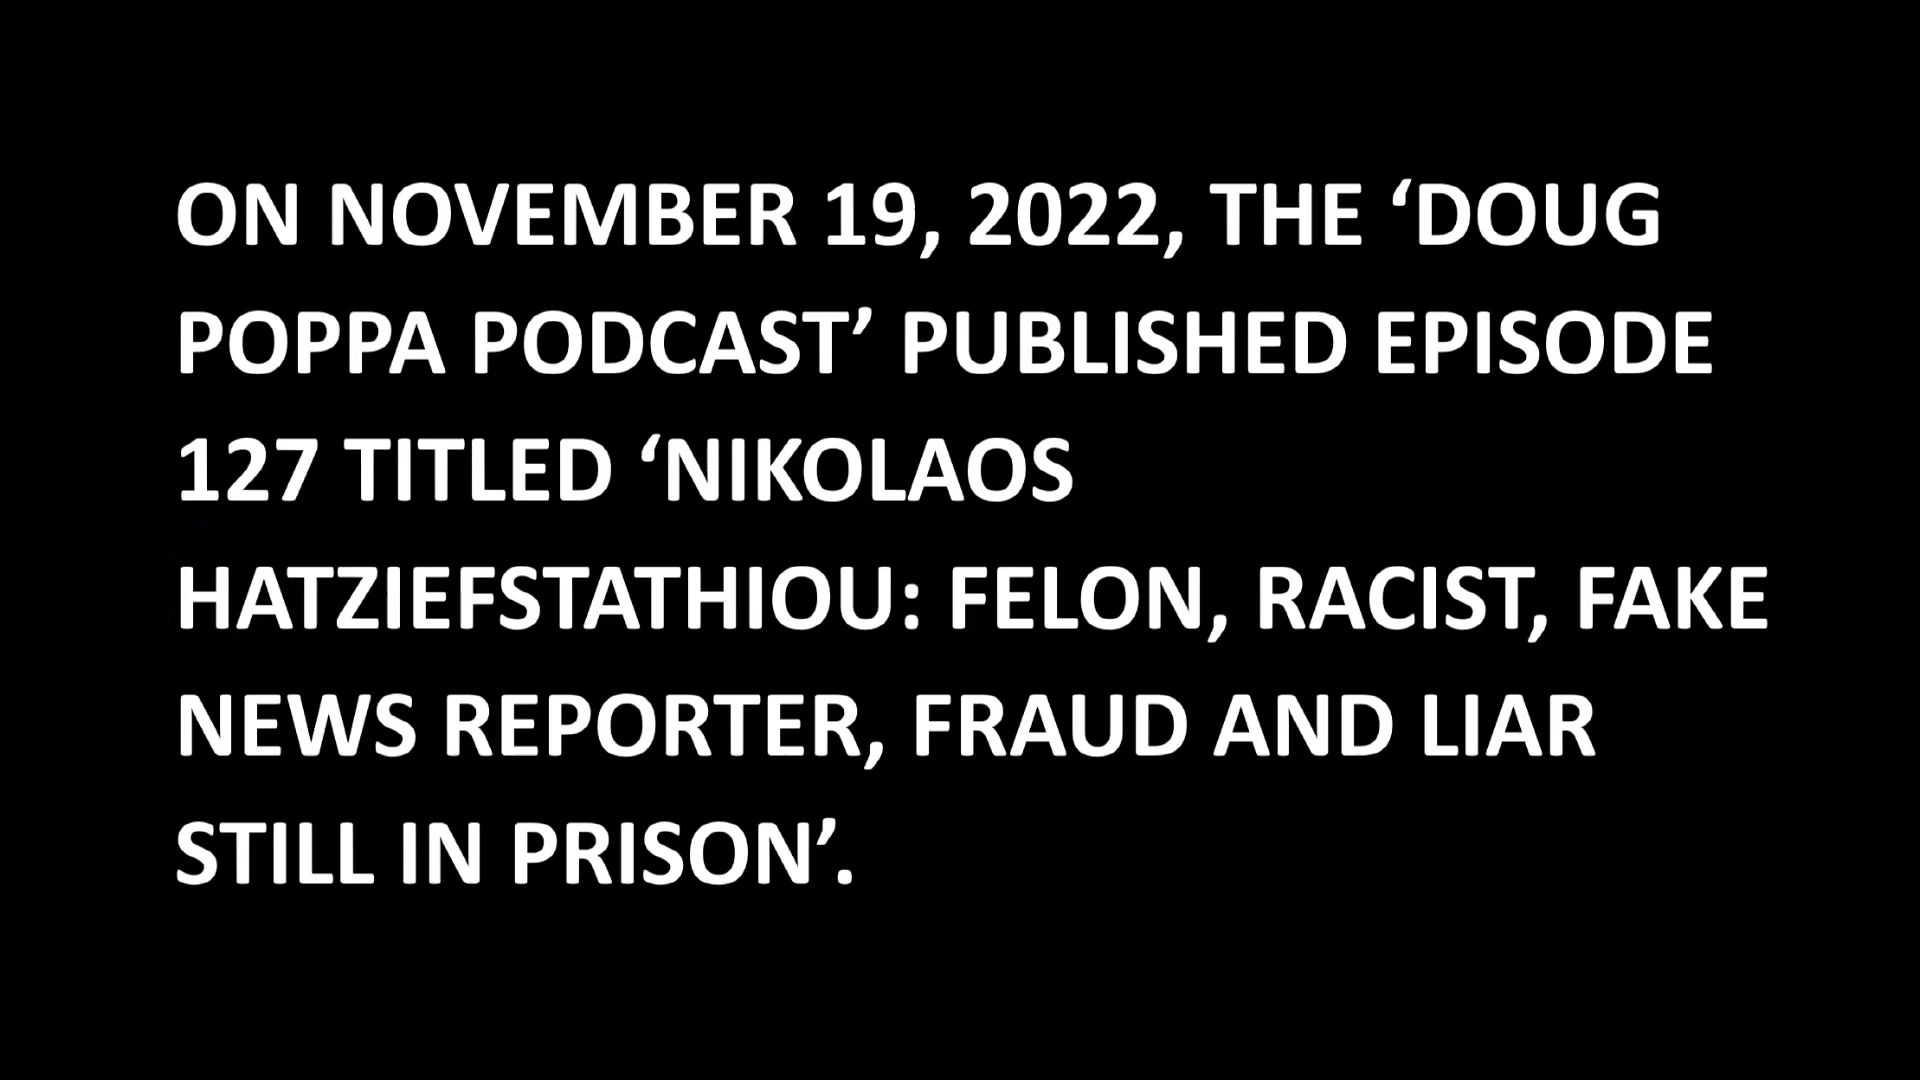 ON NOVEMBER 19, 2022, THE ‘DOUG
POPPA PODCAST’ PUBLISHED EPISODE
127 TITLED ‘NIKOLAOS
HATZIEFSTATHIOU: FELON, RACIST, FAKE
NEWS REPORTER, FRAUD AND LIAR
STILL IN PRISON’.